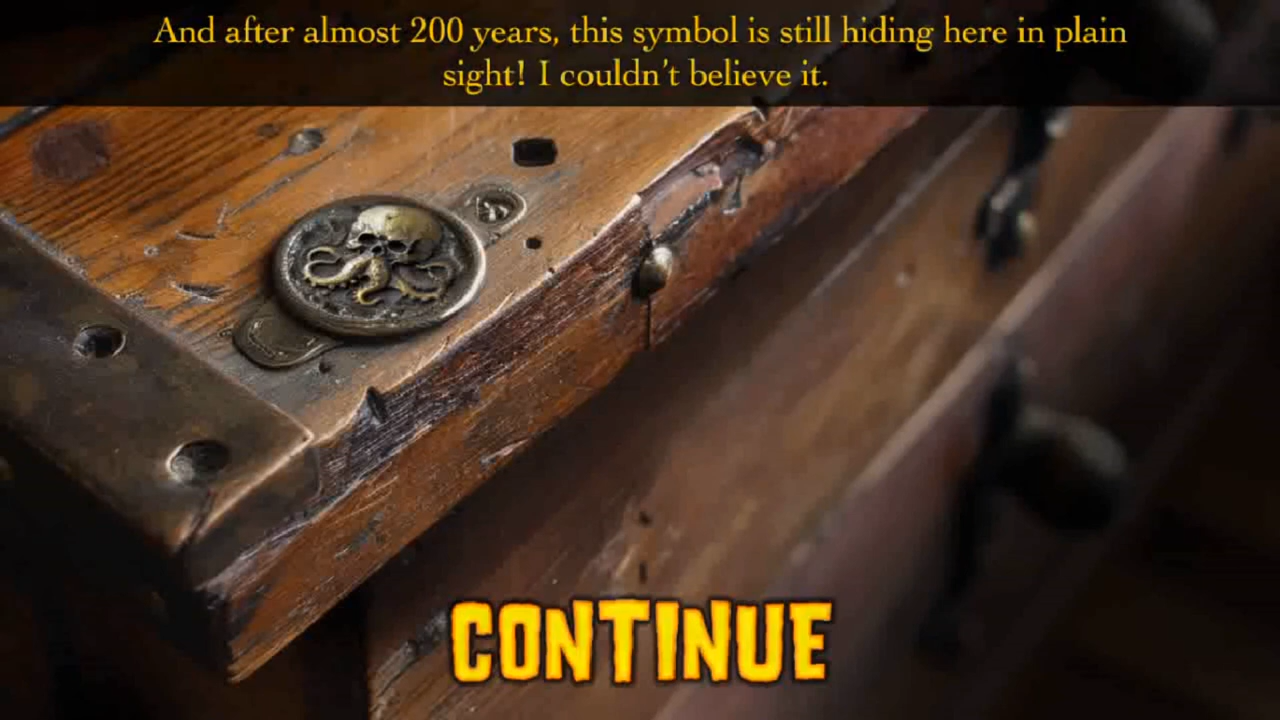 And after almost 200 years, this symbol is still hiding here in plain
sight! I couldn't believe it.
CONTINUE